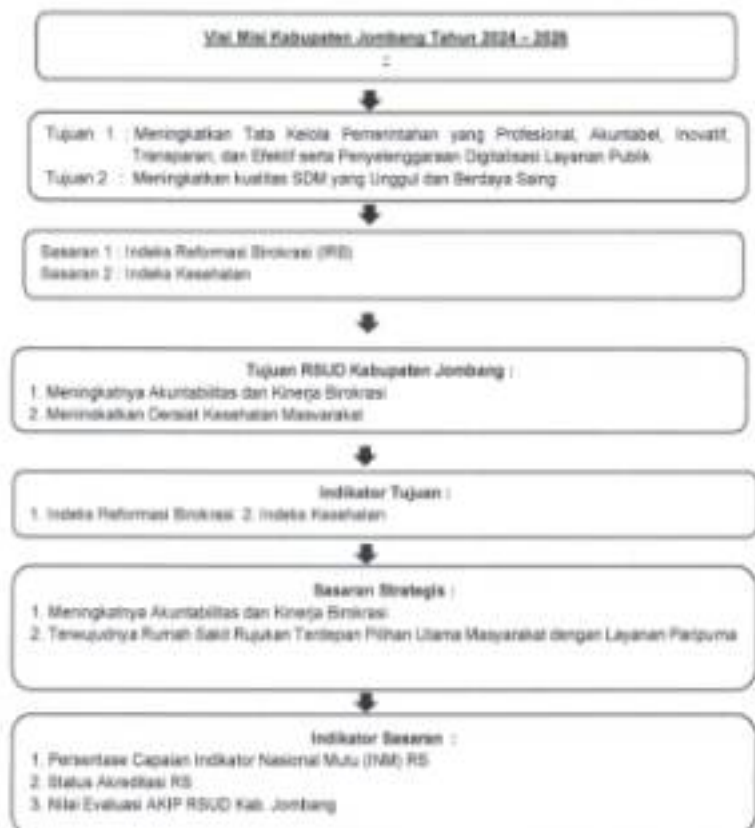 Visi Misi Kabupaten Jombang Tahun 2024 – 2026
:
Tujuan 1 : Meningkatkan Tata Kelola Pemerintahan yang Profesional, Akuntabel, Inovatif,
Transparan, dan Efektif serta Penyelenggaraan Digitalisasi Layanan Publik
Tujuan 2 : Meningkatkan kualitas SDM yang Unggul dan Berdaya Saing
Sasaran 1 : Indeks Reformasi Birokrasi (IRB)
Sasaran 2 : Indeks Kesehatan
Tujuan RSUD Kabupaten Jombang :
1. Meningkatnya Akuntabilitas dan Kinerja Birokrasi
2. Meningkatkan Derajat Kesehatan Masyarakat
Indikator Tujuan :
1. Indeks Reformasi Birokrasi 2. Indeks Kesehatan
Sasaran Strategis :
1. Meningkatnya Akuntabilitas dan Kinerja Birokrasi
2. Terwujudnya Rumah Sakit Rujukan Terdepan Pilihan Utama Masyarakat dengan Layanan Paripurna
Indikator Sasaran :
1. Persentase Capaian Indikator Nasional Mutu (INM) RS
2. Status Akreditasi RS
3. Nilai Evaluasi AKIP RSUD Kab. Jombang